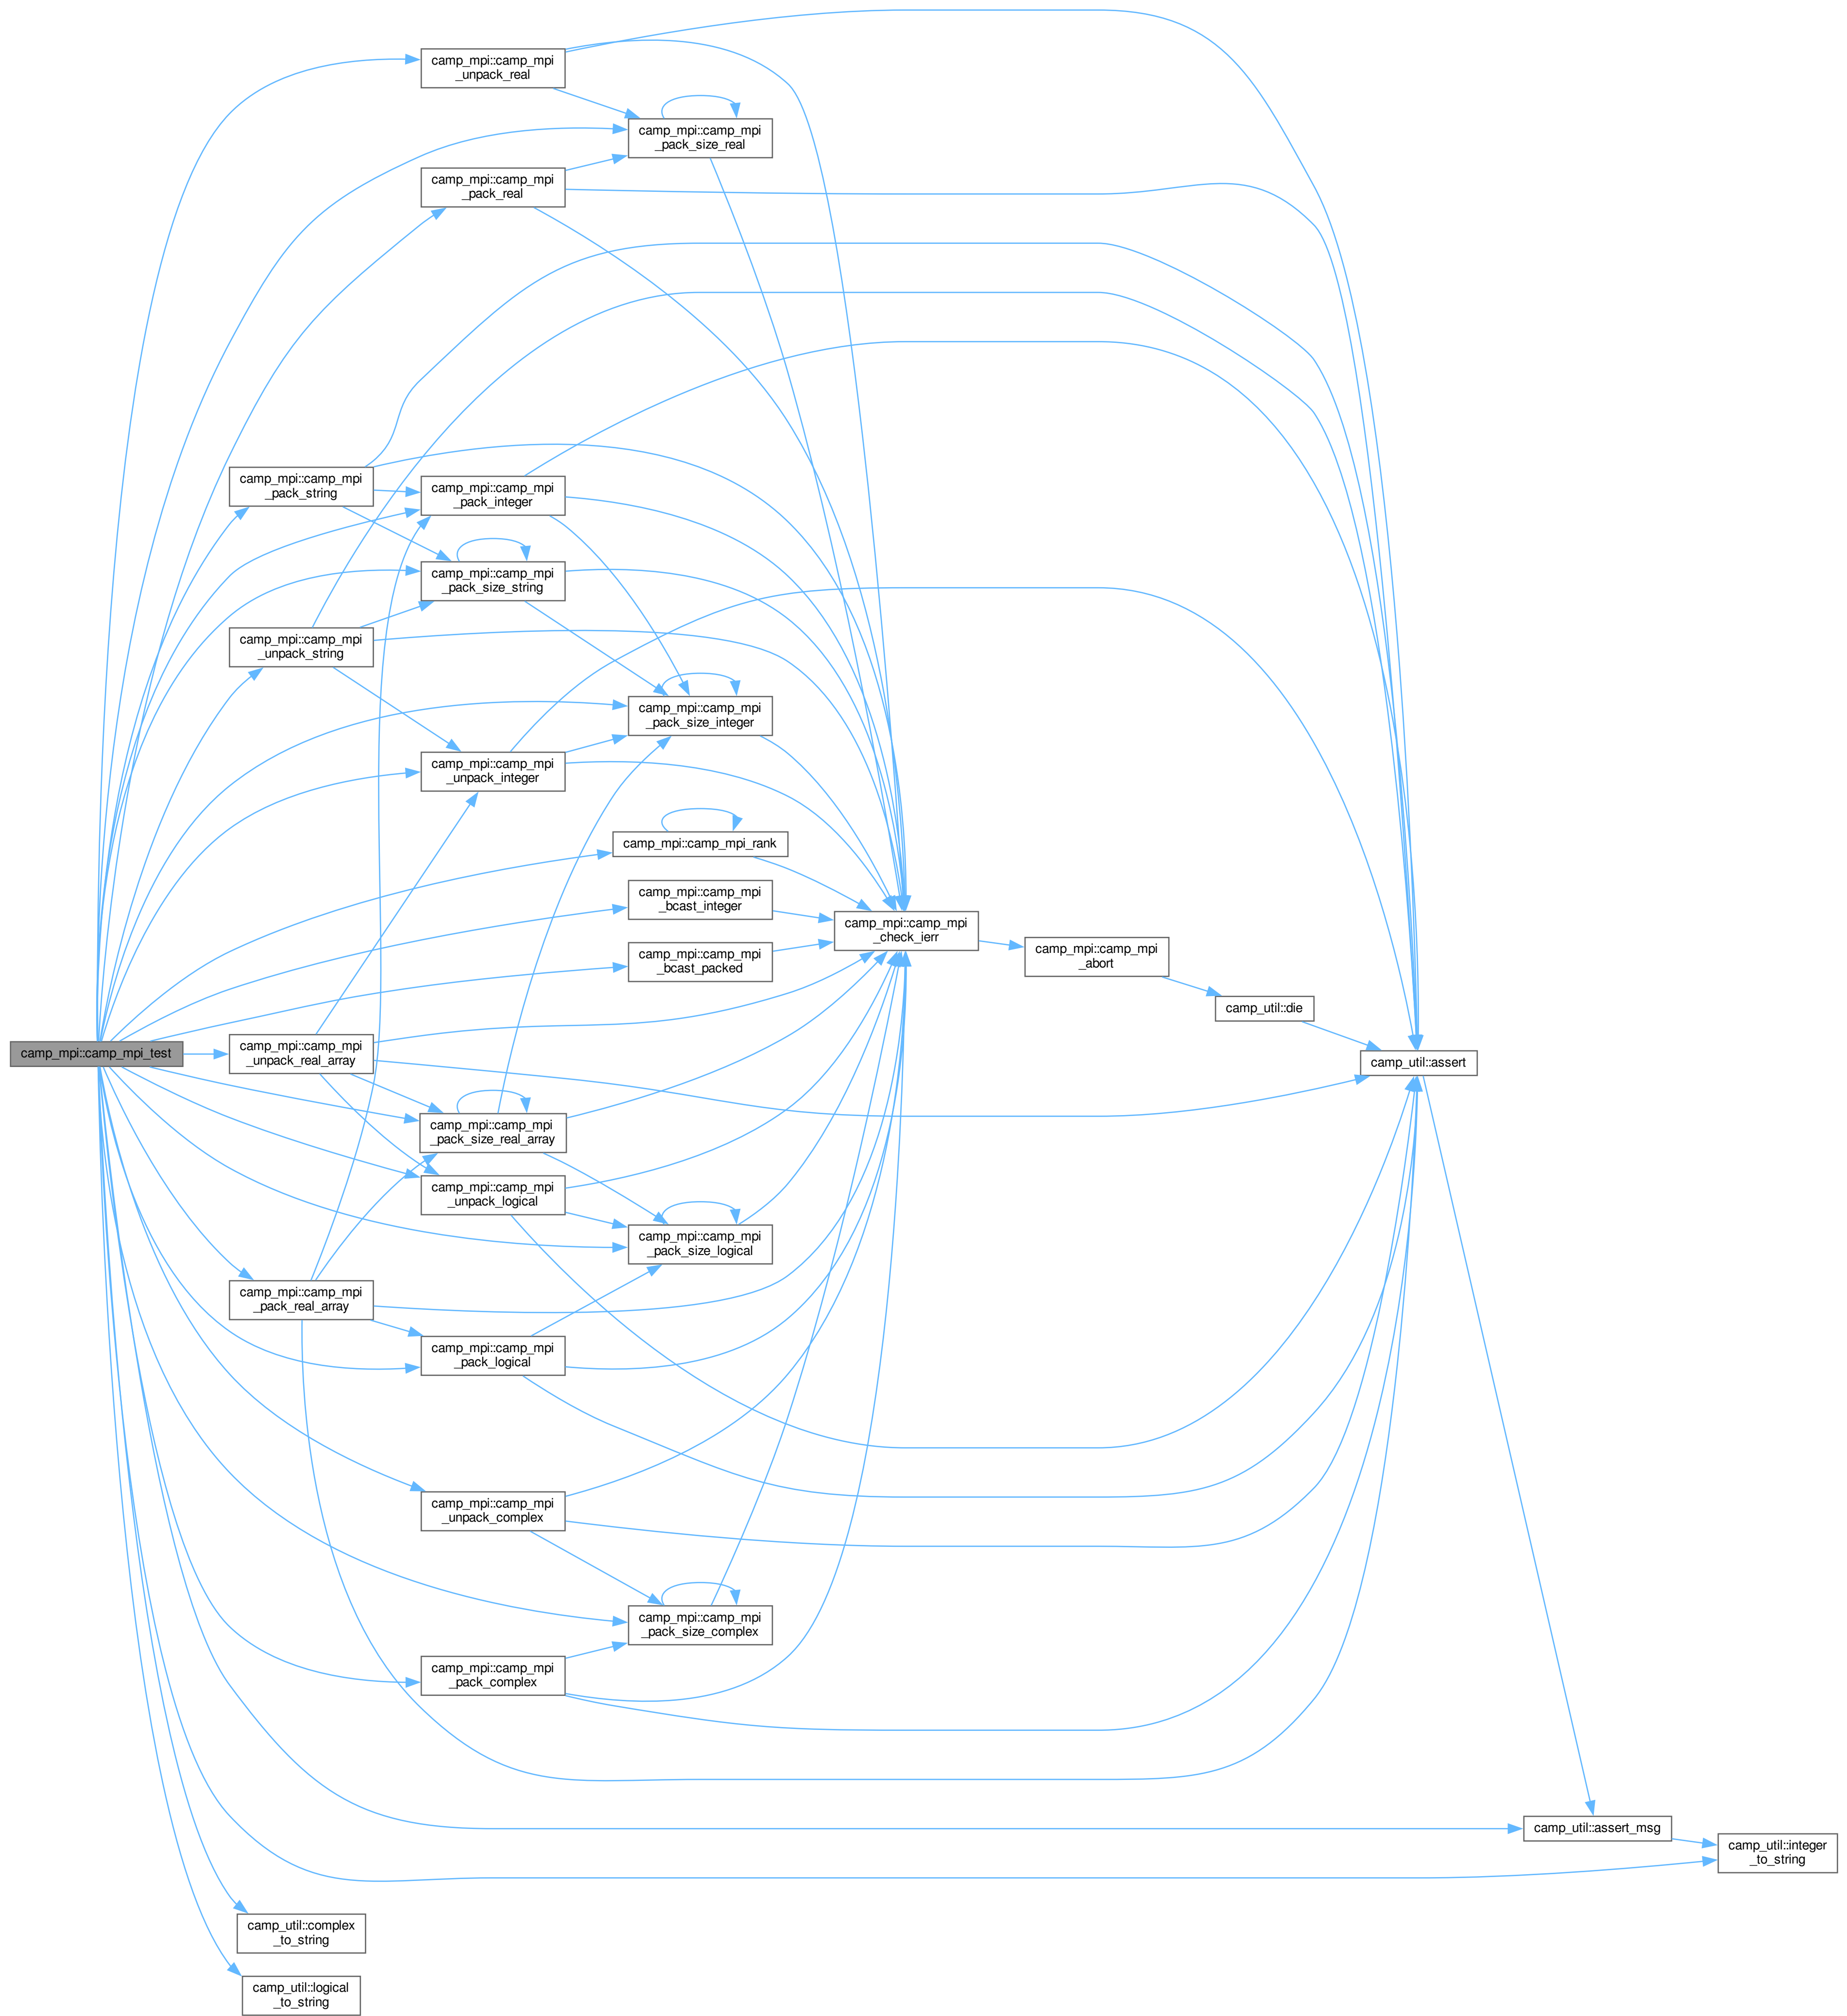 camp_mpi::camp_mpi
_unpack_real
camp_mpi::camp_mpi
_pack_size_real
camp_mpi::camp_mpi
_pack_real
camp_mpi::camp_mpi
_pack_string
camp_mpi::camp_mpi
_pack_integer
camp_mpi::camp_mpi
_pack_size_string
camp_mpi::camp_mpi
_unpack_string
camp_mpi::camp_mpi
_pack_size_integer
camp_mpi::camp_mpi
_unpack_integer
camp_mpi::camp_mpi_rank
camp_mpi::camp_mpi
_bcast_integer
camp_mpi::camp_mpi
_check_ierr
camp_mpi::camp_mpi
_abort
camp_mpi::camp_mpi
_bcast_packed
camp_util::die
camp_mpi::camp_mpi_test
camp_mpi::camp_mpi
_unpack_real_array
camp_util::assert
camp_mpi::camp_mpi
_pack_size_real_array
camp_mpi::camp_mpi
_unpack_logical
camp_mpi::camp_mpi
_pack_size_logical
camp_mpi::camp_mpi
_pack_real_array
camp_mpi::camp_mpi
_pack_logical
camp_mpi::camp_mpi
_unpack_complex
camp_mpi::camp_mpi
_pack_size_complex
camp_mpi::camp_mpi
_pack_complex
camp_util::assert_msg
camp_util::integer
_to_string
camp_util::complex
_to_string
camp_util::logical
_to_string